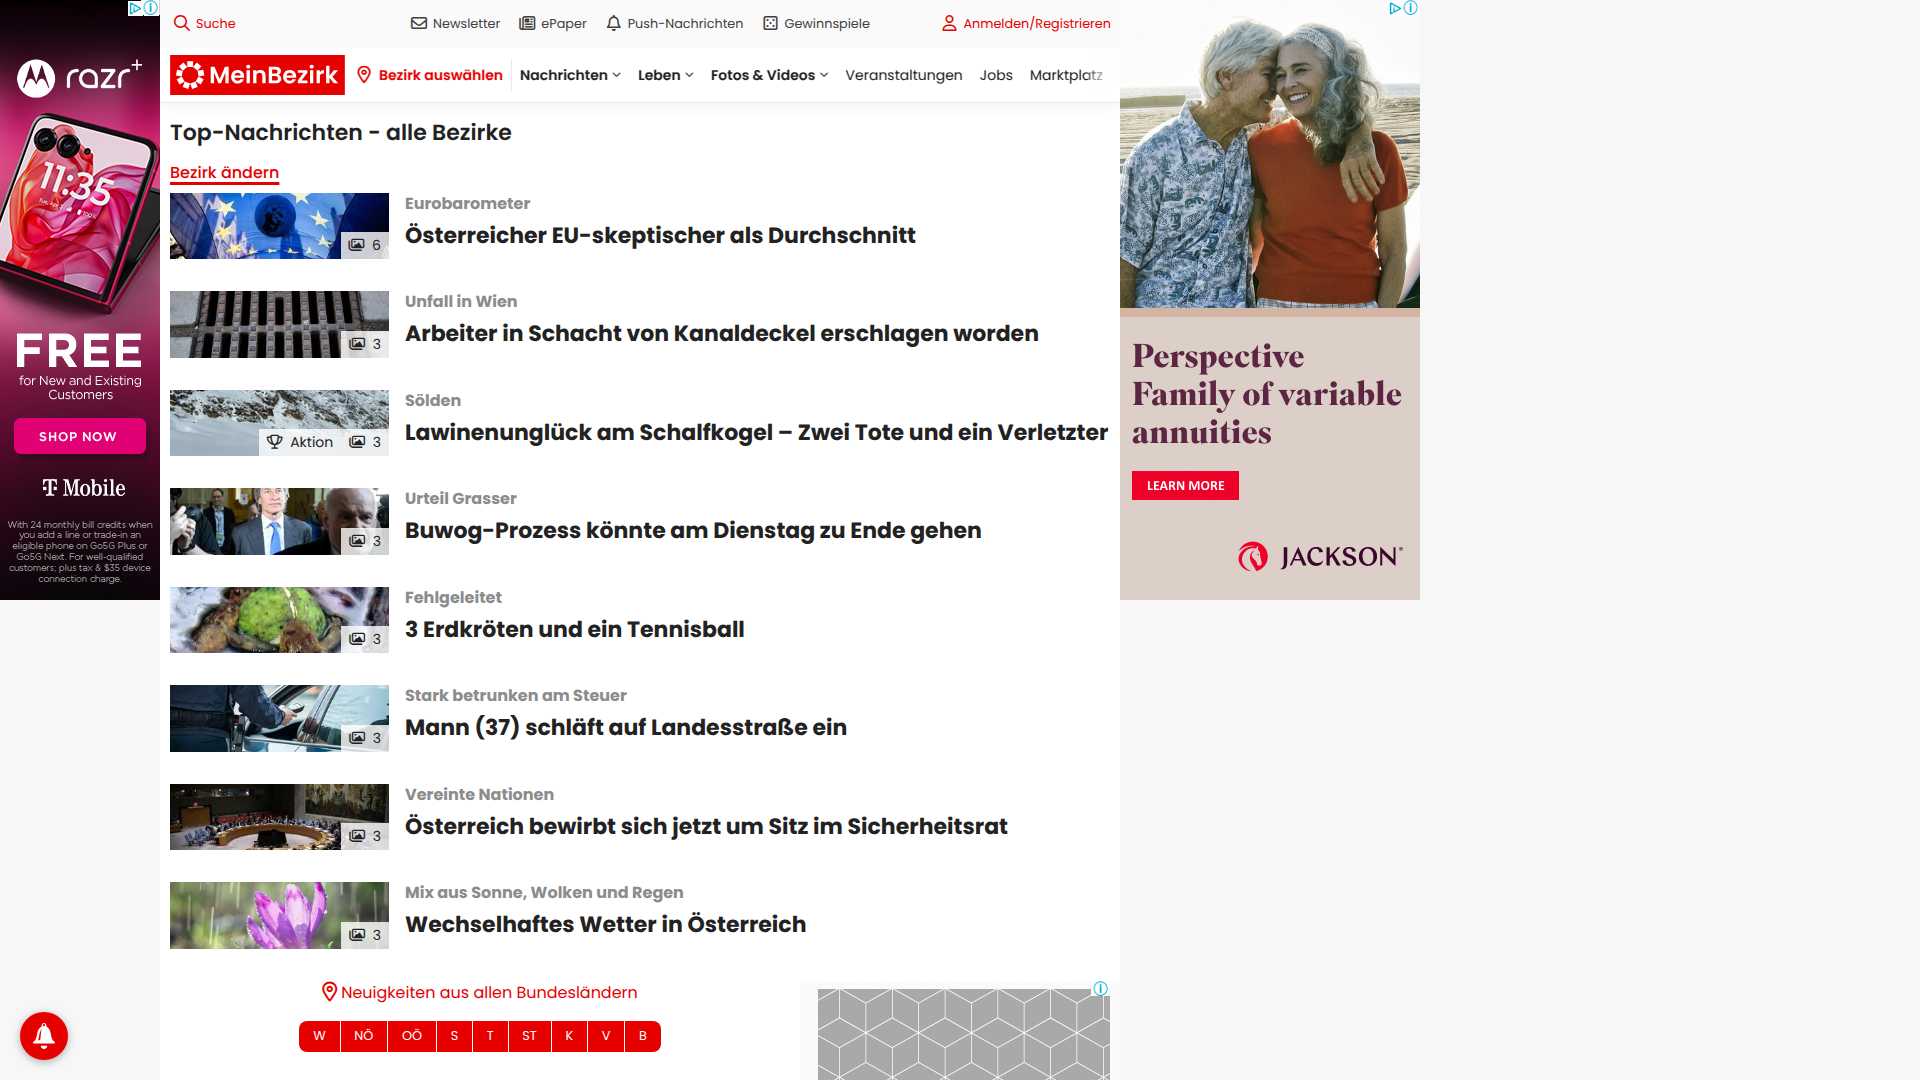 Suche
Newsletter
ePaper
Push-Nachrichten
Gewinnspiele
Anmelden/Registrieren
MeinBezirk
Bezirk auswählen
Nachrichten
Leben
Fotos & Videos
Veranstaltungen
Jobs
Marktplatz
razr+
11:35
FREE
for New and Existing
Customers
SHOP NOW
T Mobile
With 24 monthly bill credits when
you add a line or trade-in an
eligible phone on Go5G Plus or
Go5G Next. For well-qualified
customers; plus tax & $35 device
connection charge.
Top-Nachrichten - alle Bezirke
Bezirk ändern
6
Eurobarometer
Österreicher EU-skeptischer als Durchschnitt
3
Unfall in Wien
Arbeiter in Schacht von Kanaldeckel erschlagen worden
Aktion
3
Sölden
Lawinenunglück am Schalfkogel – Zwei Tote und ein Verletzter
3
Urteil Grasser
Buwog-Prozess könnte am Dienstag zu Ende gehen
3
Fehlgeleitet
3 Erdkröten und ein Tennisball
3
Stark betrunken am Steuer
Mann (37) schläft auf Landesstraße ein
3
Vereinte Nationen
Österreich bewirbt sich jetzt um Sitz im Sicherheitsrat
3
Mix aus Sonne, Wolken und Regen
Wechselhaftes Wetter in Österreich
Neuigkeiten aus allen Bundesländern
W NÖ OÖ S T ST K V B
Perspective
Family of variable
annuities
LEARN MORE
JACKSON®